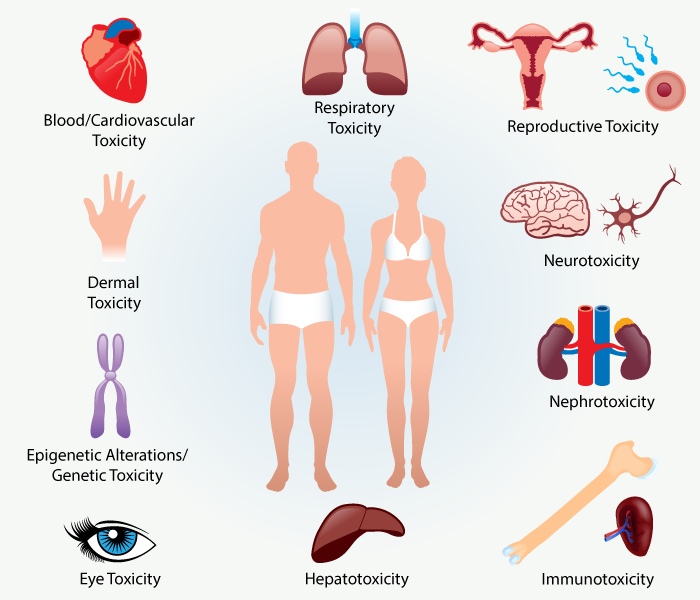 Blood/Cardiovascular
Toxicity
Respiratory
Toxicity
Reproductive Toxicity
Dermal
Toxicity
Neurotoxicity
Epigenetic Alterations/
Genetic Toxicity
Nephrotoxicity
Eye Toxicity
Hepatotoxicity
Immunotoxicity